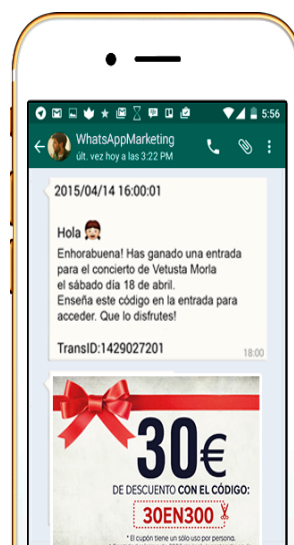 5:56
WhatsAppMarketing
últ. vez hoy a las 3:22 PM
2015/04/14 16:00:01
Hola
Enhorabuena! Has ganado una entrada
para el concierto de Vetusta Morla
el sábado día 18 de abril.
Enseña este código en la entrada para
acceder. Que lo disfrutes!
TransID:1429027201
18:00
30€
DE DESCUENTO CON EL CÓDIGO:
30EN300
* El cupón tiene un sólo uso por persona.